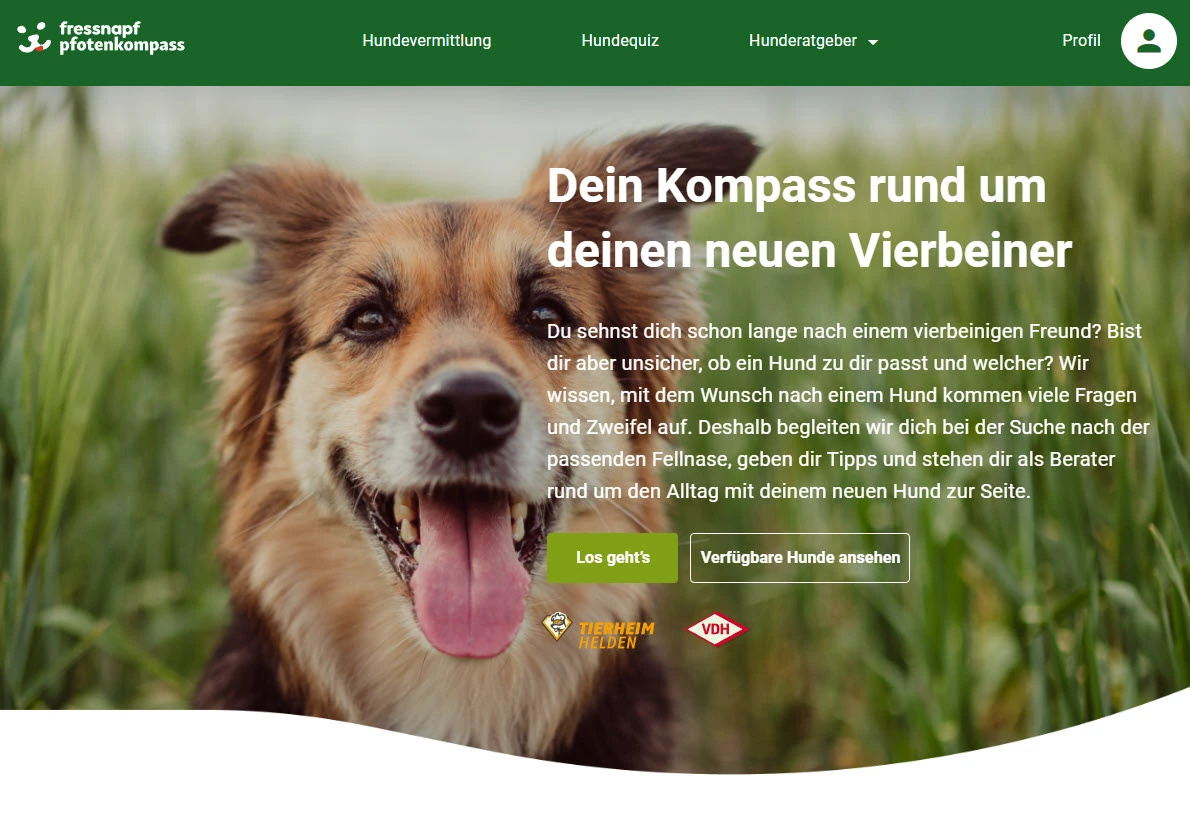 fressnapf
pfotenkompass
Hundevermittlung
Hundequiz
Hunderatgeber
Profil
Dein Kompass rund um
deinen neuen Vierbeiner
Du sehnst dich schon lange nach einem vierbeinigen Freund? Bist
dir aber unsicher, ob ein Hund zu dir passt und welcher? Wir
wissen, mit dem Wunsch nach einem Hund kommen viele Fragen
und Zweifel auf. Deshalb begleiten wir dich bei der Suche nach der
passenden Fellnase, geben dir Tipps und stehen dir als Berater
rund um den Alltag mit deinem neuen Hund zur Seite.
Los geht’s
Verfügbare Hunde ansehen
TIERHEIM
HELDEN
VDH